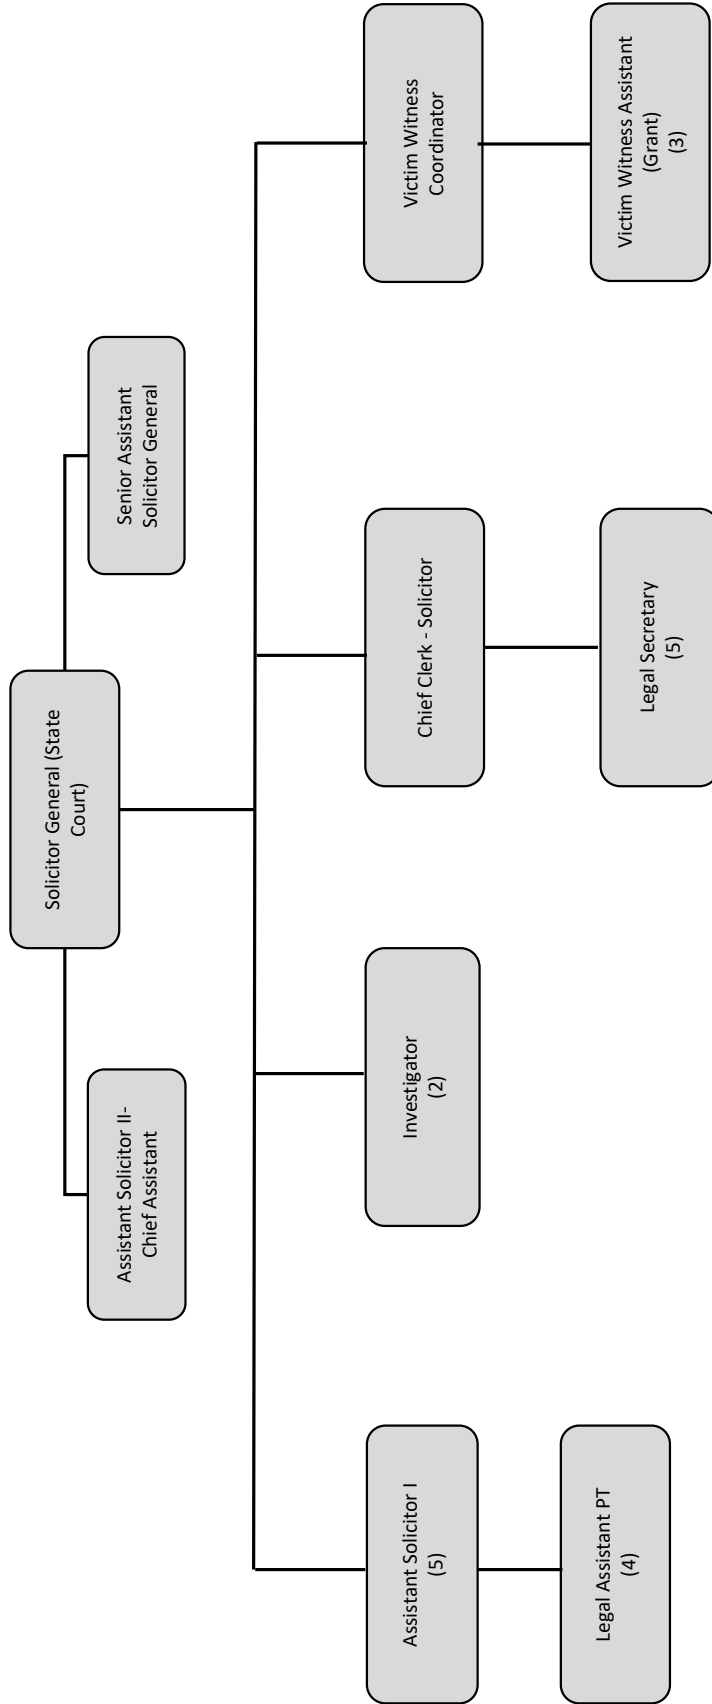 Solicitor General (State
Court)
Assistant Solicitor II-
Chief Assistant
Senior Assistant
Solicitor General
Assistant Solicitor I
(5)
Investigator
(2)
Chief Clerk - Solicitor
Victim Witness
Coordinator
Legal Assistant PT
(4)
Legal Secretary
(5)
Victim Witness Assistant
(Grant)
(3)